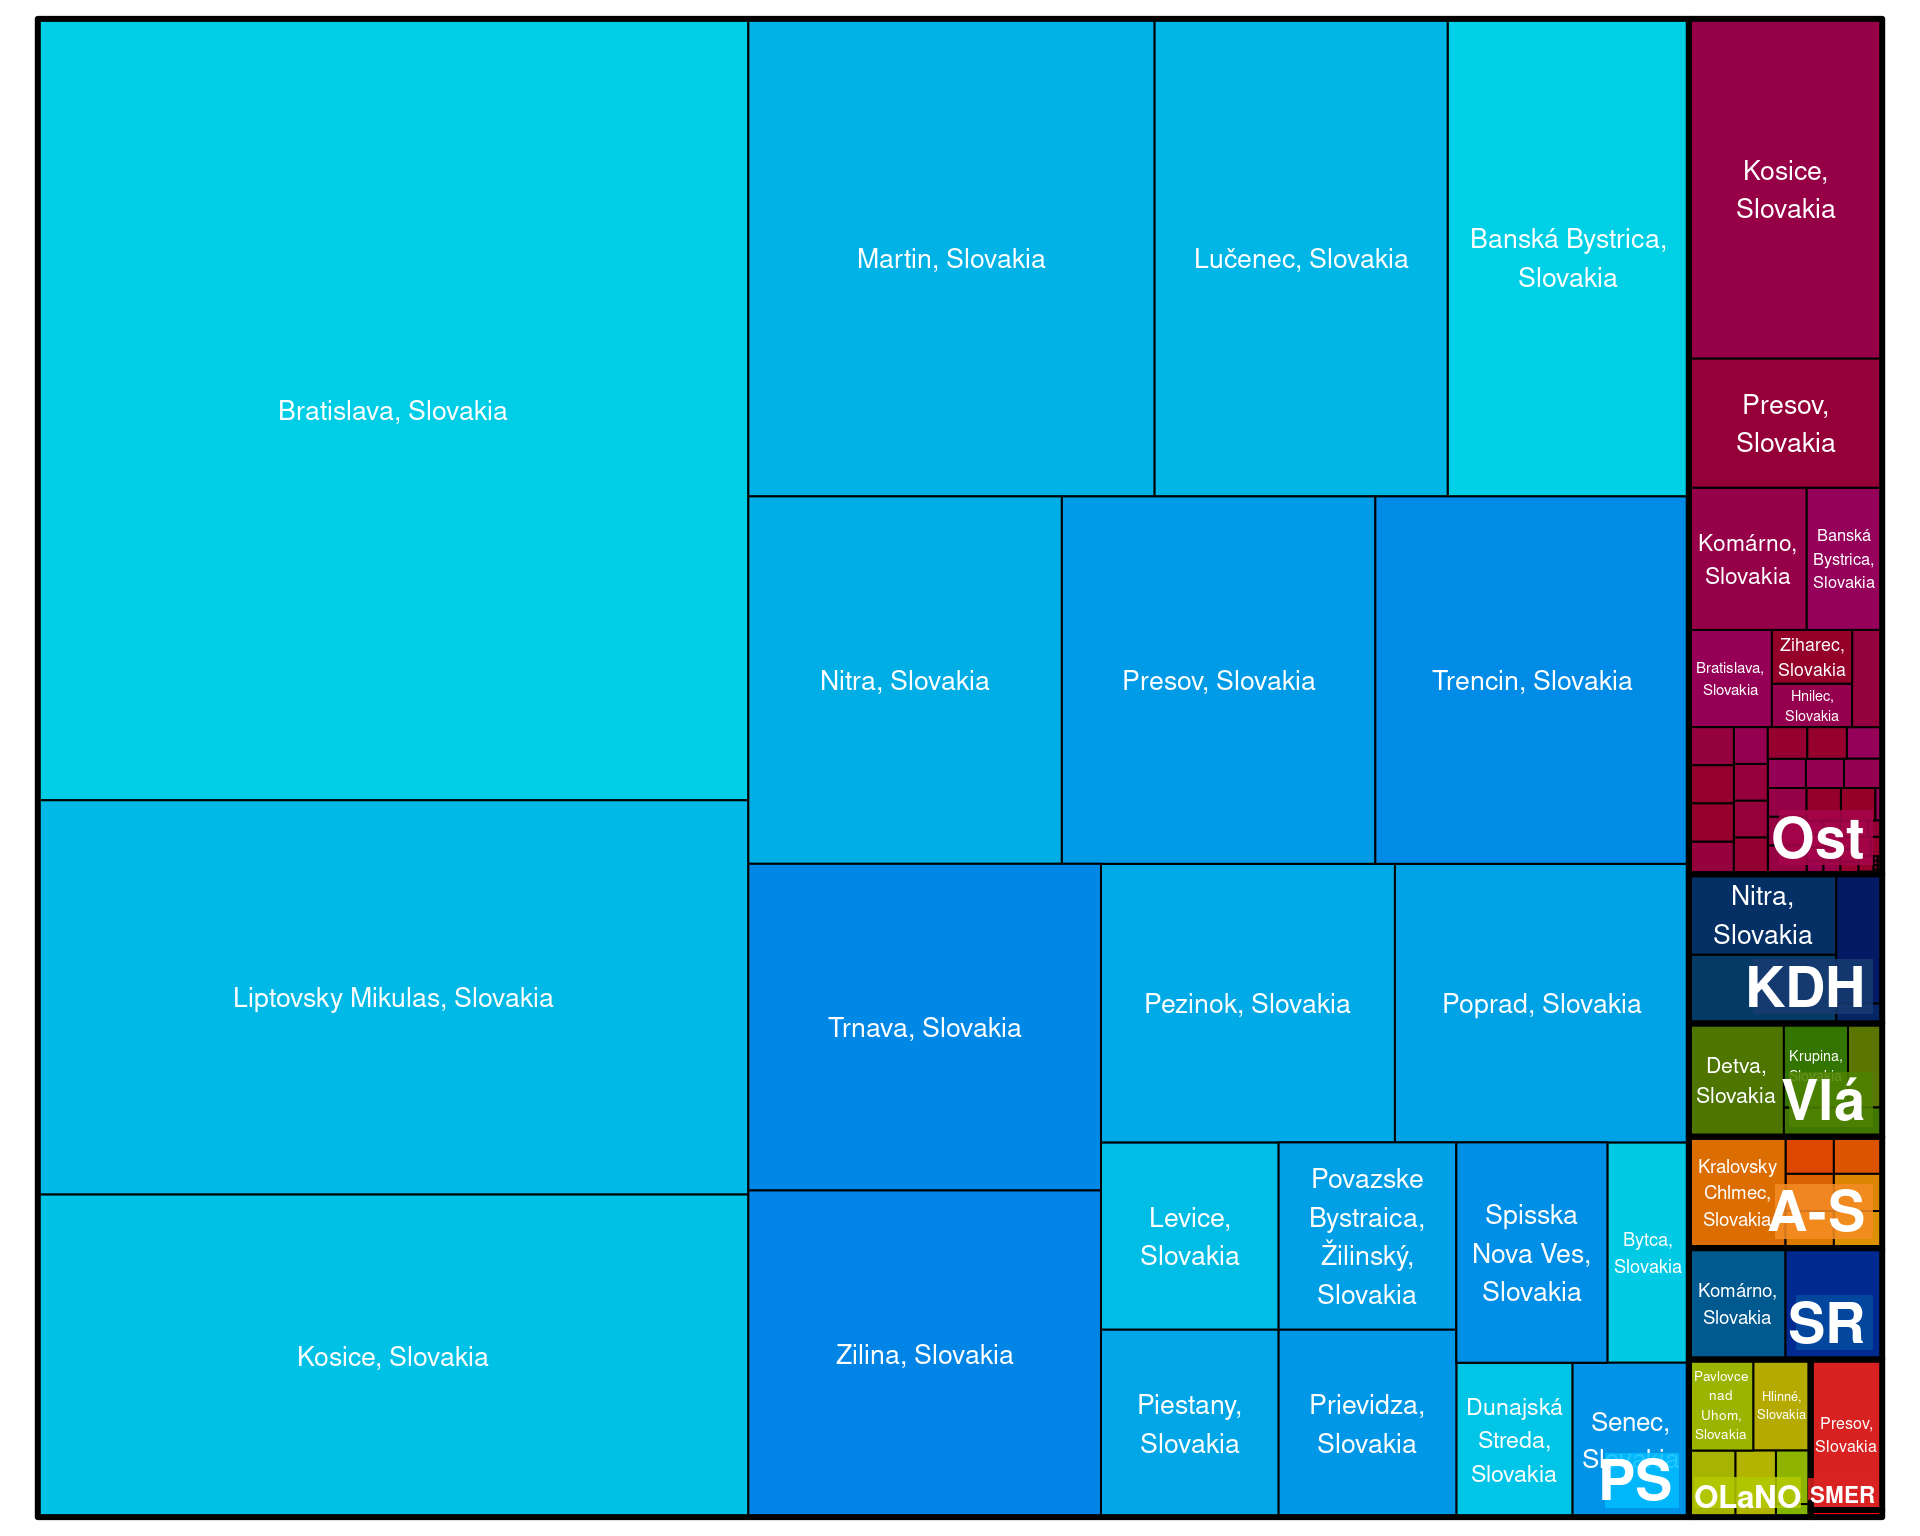 Bratislava, Slovakia
Liptovsky Mikulas, Slovakia
Kosice, Slovakia
Martin, Slovakia
Lučenec, Slovakia
Banská Bystrica,
Slovakia
Nitra, Slovakia
Presov, Slovakia
Trencin, Slovakia
Trnava, Slovakia
Zilina, Slovakia
Pezinok, Slovakia
Poprad, Slovakia
Levice,
Slovakia
Povazske
Bystraica,
Žilinský,
Slovakia
Spisska
Nova Ves,
Slovakia
Bytca,
Slovakia
Piestany,
Slovakia
Prievidza,
Slovakia
Dunajská
Streda,
Slovakia
Senec,
Slovakia
PS
Kosice,
Slovakia
Presov,
Slovakia
Komárno,
Slovakia
Banská
Bystrica,
Slovakia
Bratislava,
Slovakia
Ziharec,
Slovakia
Hnilec,
Slovakia
Ost
Nitra,
Slovakia
KDH
Detva,
Slovakia
Krupina,
Slovakia
Vlá
Kralovsky
Chlmec,
Slovakia
A-S
Komárno,
Slovakia
SR
Pavlovce
nad
Uhom,
Slovakia
Hlinné,
Slovakia
OLaNO
Presov,
Slovakia
SMER